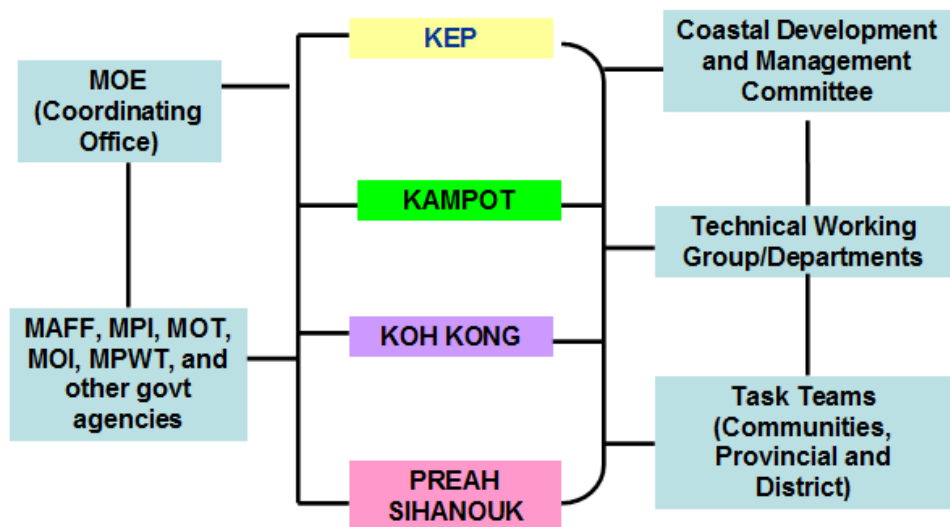 MOE
(Coordinating
Office)
MAFF, MPI, MOT,
MOI, MPWT, and
other govt
agencies
KEP
KAMPOT
KOH KONG
PREAH
SIHANOUK
Coastal Development
and Management
Committee
Technical Working
Group/Departments
Task Teams
(Communities,
Provincial and
District)